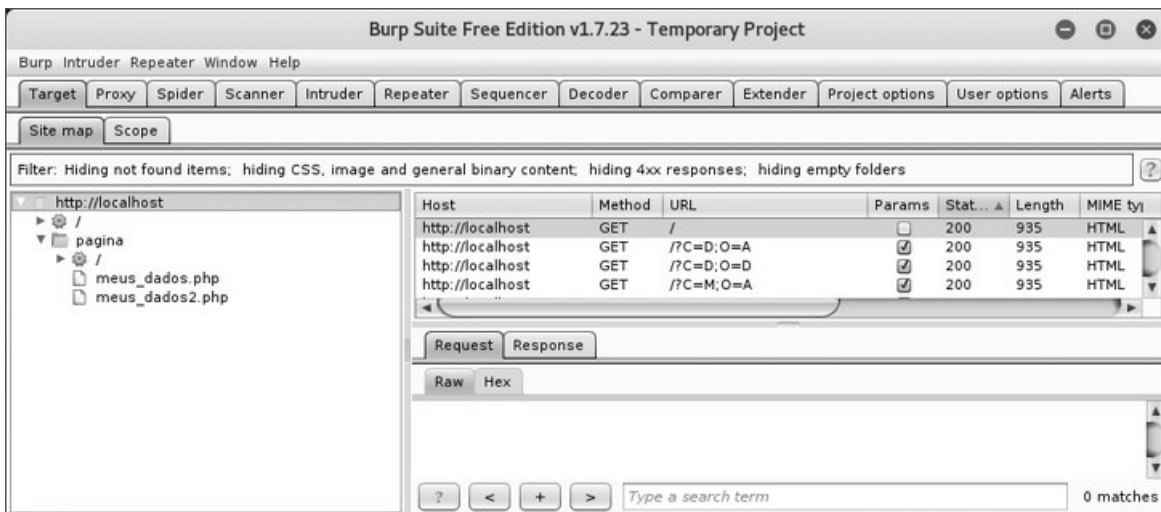 Burp Suite Free Edition v1.7.23 - Temporary Project
Burp Intruder Repeater Window Help
Target Proxy Spider Scanner Intruder Repeater Sequencer Decoder Comparer Extender Project options User options Alerts
Site map Scope
Filter: Hiding not found items; hiding CSS, image and general binary content; hiding 4xx responses; hiding empty folders ?
http://localhost
/
pagina
/
meus_dados.php
meus_dados2.php
Host Method URL Params Stat... Length MIME typ
http://localhost GET / 200 935 HTML
http://localhost GET /?C=D;O=A 200 935 HTML
http://localhost GET /?C=D;O=D 200 935 HTML
http://localhost GET /?C=M;O=A 200 935 HTML
Request Response
Raw Hex
? < + > Type a search term 0 matches